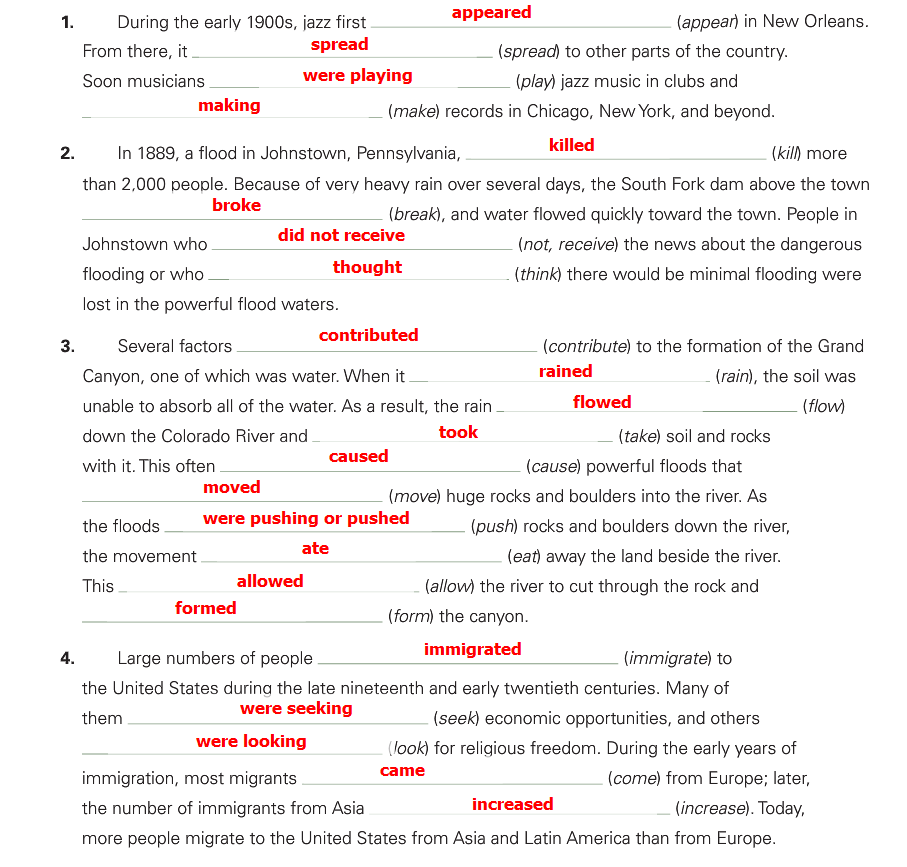 1. During the early 1900s, jazz first appeared (appear) in New Orleans.
From there, it spread (spread) to other parts of the country.
Soon musicians were playing (play) jazz music in clubs and
making (make) records in Chicago, New York, and beyond.
2. In 1889, a flood in Johnstown, Pennsylvania, killed (kill) more
than 2,000 people. Because of very heavy rain over several days, the South Fork dam above the town
broke (break), and water flowed quickly toward the town. People in
Johnstown who did not receive (not, receive) the news about the dangerous
flooding or who thought (think) there would be minimal flooding were
lost in the powerful flood waters.
3. Several factors contributed (contribute) to the formation of the Grand
Canyon, one of which was water. When it rained (rain), the soil was
unable to absorb all of the water. As a result, the rain flowed (flow)
down the Colorado River and took (take) soil and rocks
with it. This often caused (cause) powerful floods that
moved (move) huge rocks and boulders into the river. As
the floods were pushing or pushed (push) rocks and boulders down the river,
the movement ate (eat) away the land beside the river.
This allowed (allow) the river to cut through the rock and
formed (form) the canyon.
4. Large numbers of people immigrated (immigrate) to
the United States during the late nineteenth and early twentieth centuries. Many of
them were seeking (seek) economic opportunities, and others
were looking (look) for religious freedom. During the early years of
immigration, most migrants came (come) from Europe; later,
the number of immigrants from Asia increased (increase). Today,
more people migrate to the United States from Asia and Latin America than from Europe.